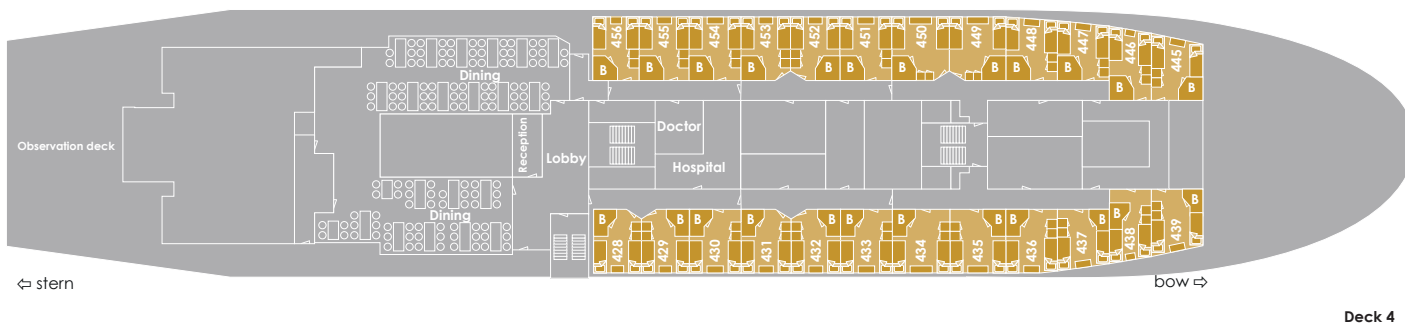 456 455 454 453 452 451 450 449 448 447 446 445
B B B B B B B B B B B B
Dining
Observation deck
Reception
Lobby
Doctor
Hospital
Dining
B B B B B B B B B B B B
428 429 430 431 432 433 434 435 436 437 438 439
⇦ stern
bow ⇨
Deck 4